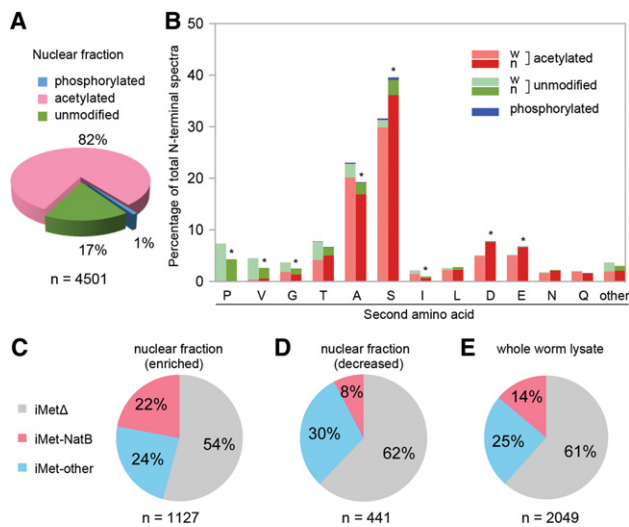 A
Nuclear fraction
phosphorylated
acetylated
unmodified
82%
17%
1%
n = 4501
B
Percentage of total N-terminal spectra
50
40
30
20
10
0
w
n
] acetylated
w
n
] unmodified
phosphorylated
* * * * * * * *
P V G T A S I L D E N Q other
Second amino acid
C
nuclear fraction
(enriched)
D
nuclear fraction
(decreased)
E
whole worm lysate
iMetΔ
iMet-NatB
iMet-other
22%
24%
54%
n = 1127
8%
30%
62%
n = 441
14%
25%
61%
n = 2049